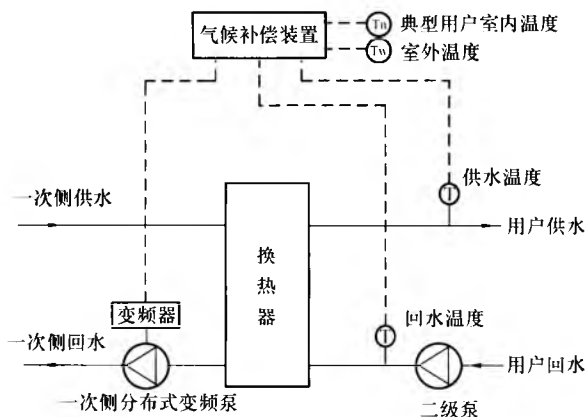 气候补偿装置
Tn 典型用户室内温度
Tw 室外温度
供水温度
T
一次侧供水
用户供水
换热器
变频器
回水温度
T
一次侧回水
用户回水
一次侧分布式变频泵
二级泵